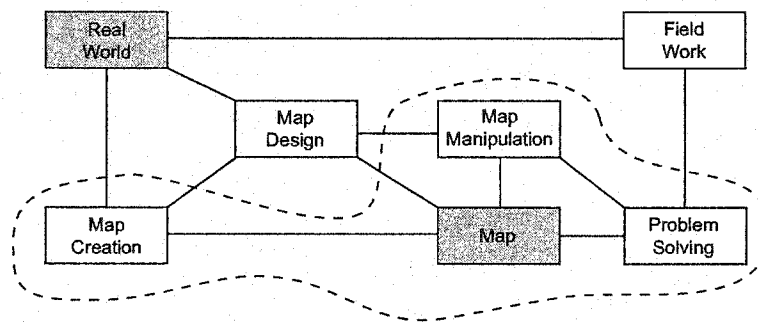 Real
World
Field
Work
Map
Design
Map
Manipulation
Map
Creation
Map
Problem
Solving